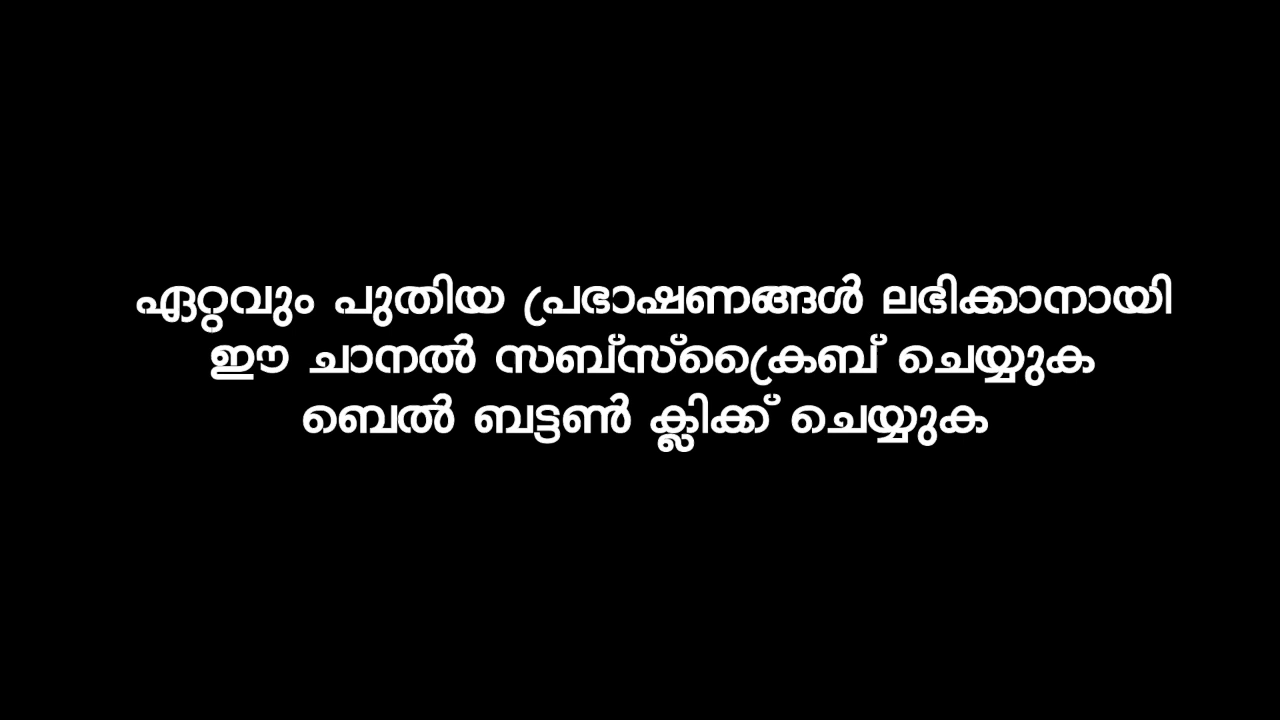 ഏറ്റവും പുതിയ പ്രഭാഷണങ്ങൾ ലഭിക്കാനായി
ഈ ചാനൽ സബ്സ്ക്രൈബ് ചെയ്യുക
ബെൽ ബട്ടൺ ക്ലിക്ക് ചെയ്യുക